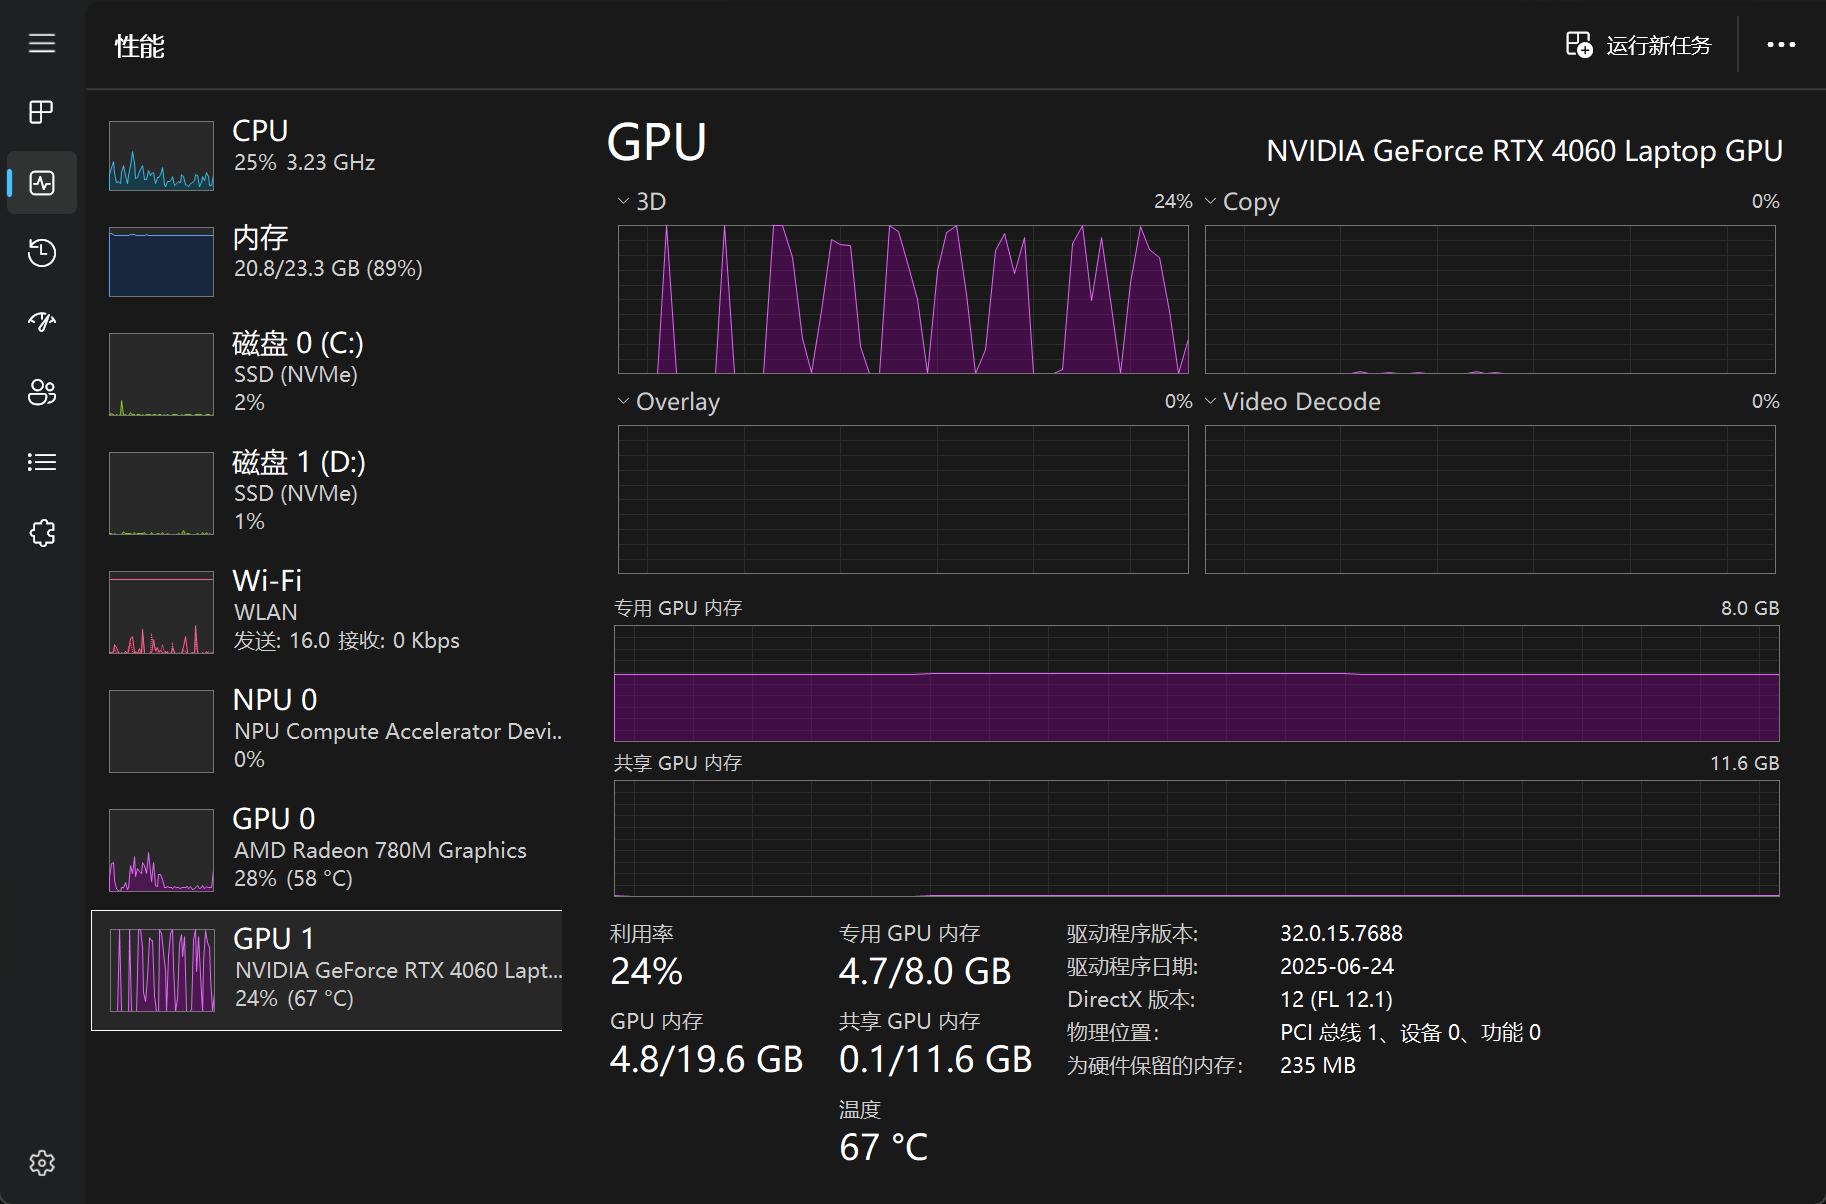 性能
运行新任务
CPU
25% 3.23 GHz
内存
20.8/23.3 GB (89%)
磁盘 0 (C:)
SSD (NVMe)
2%
磁盘 1 (D:)
SSD (NVMe)
1%
Wi-Fi
WLAN
发送: 16.0 接收: 0 Kbps
NPU 0
NPU Compute Accelerator Devi..
0%
GPU 0
AMD Radeon 780M Graphics
28% (58 °C)
GPU 1
NVIDIA GeForce RTX 4060 Lapt...
24% (67 °C)
GPU
NVIDIA GeForce RTX 4060 Laptop GPU
3D 24%
Copy 0%
Overlay 0%
Video Decode 0%
专用 GPU 内存 8.0 GB
共享 GPU 内存 11.6 GB
利用率
24%
专用 GPU 内存
4.7/8.0 GB
GPU 内存
4.8/19.6 GB
共享 GPU 内存
0.1/11.6 GB
温度
67 °C
驱动程序版本: 32.0.15.7688
驱动程序日期: 2025-06-24
DirectX 版本: 12 (FL 12.1)
物理位置: PCI 总线 1、设备 0、功能 0
为硬件保留的内存: 235 MB